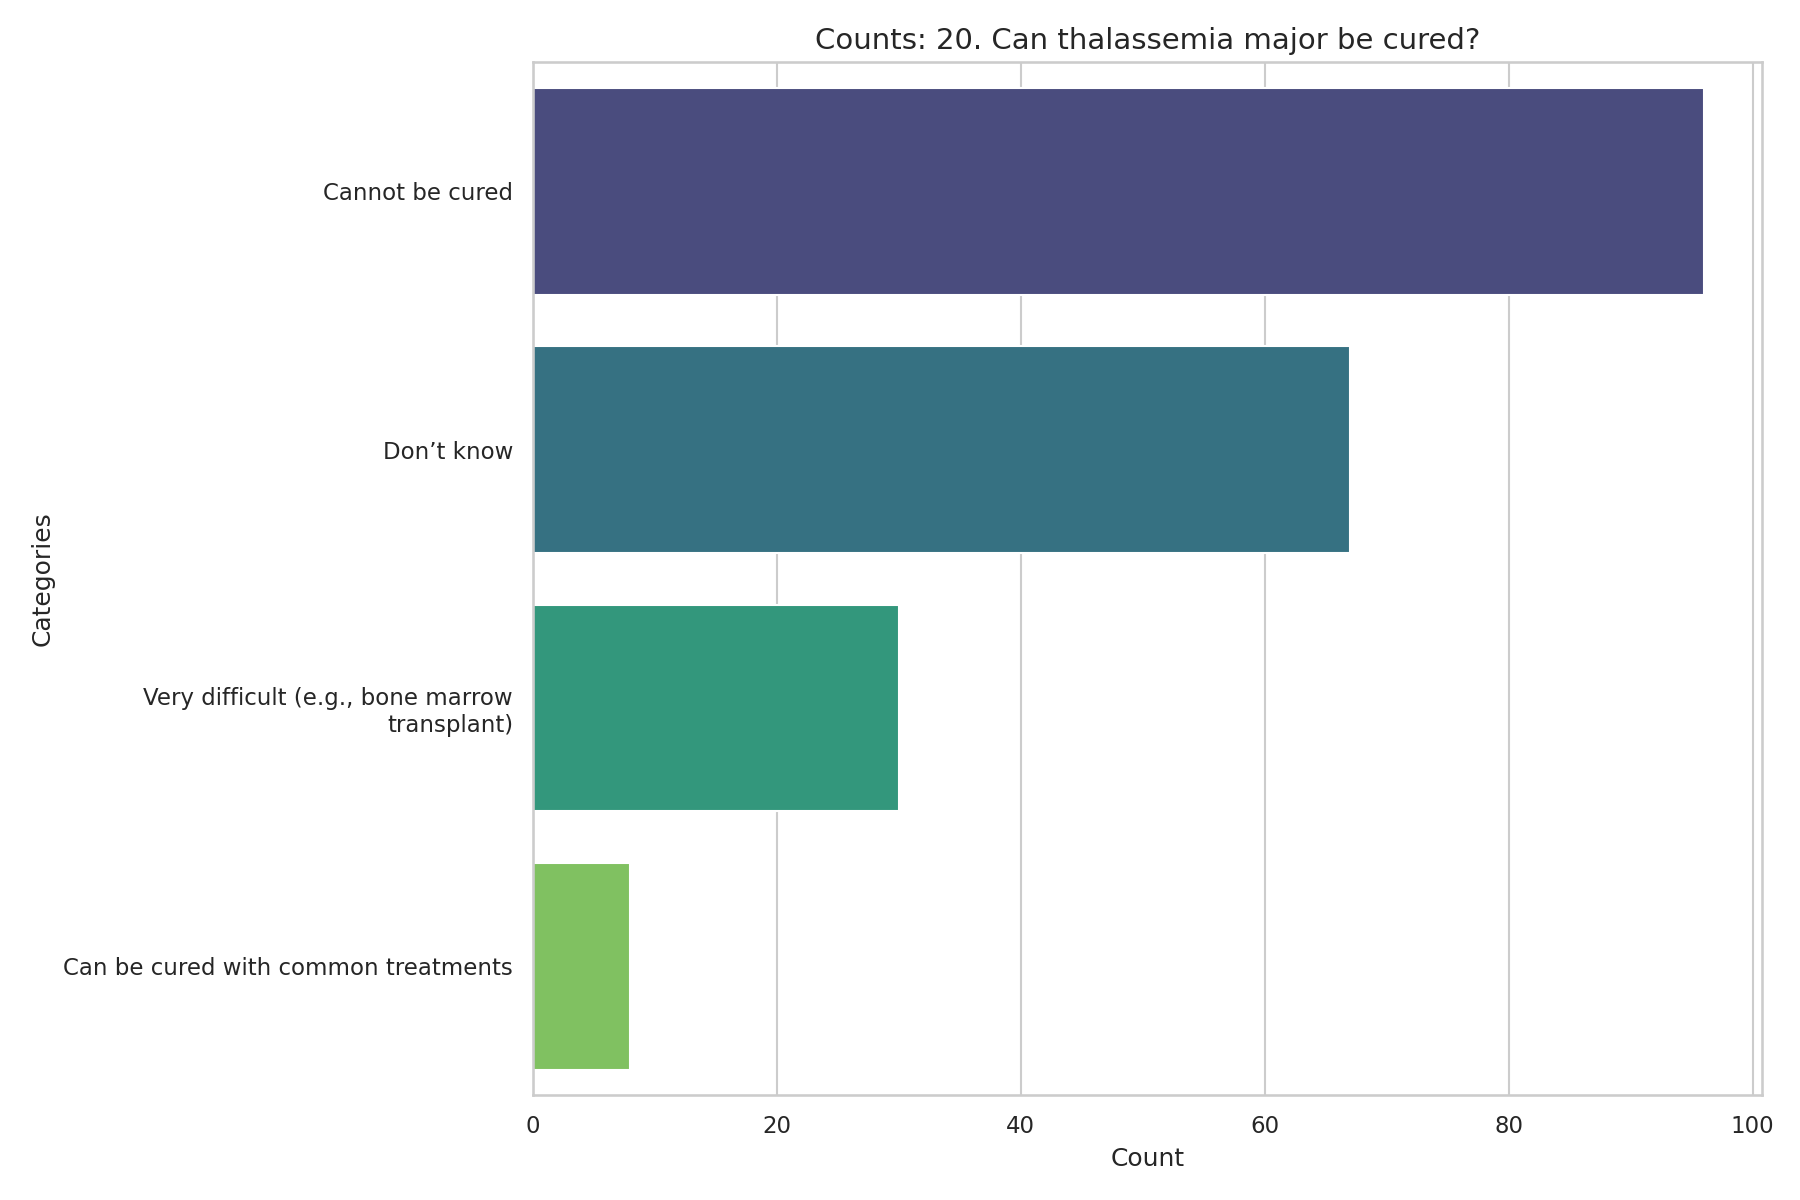 Counts: 20. Can thalassemia major be cured?
Categories
Cannot be cured
Don’t know
Very difficult (e.g., bone marrow
transplant)
Can be cured with common treatments
0 20 40 60 80 100
Count